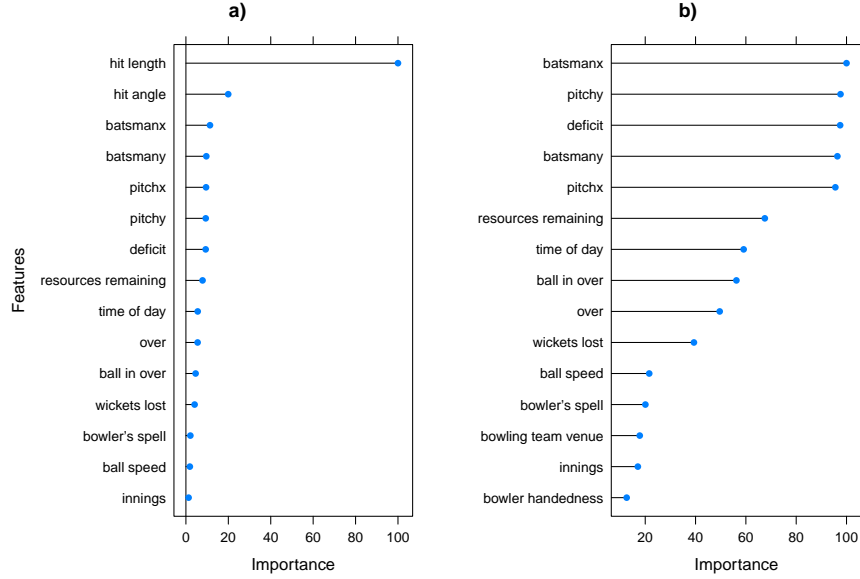 a)
hit length
hit angle
batsmanx
batsmany
pitchx
pitchy
deficit
resources remaining
time of day
over
ball in over
wickets lost
bowler's spell
ball speed
innings
0 20 40 60 80 100
Importance
Features
b)
batsmanx
pitchy
deficit
batsmany
pitchx
resources remaining
time of day
ball in over
over
wickets lost
ball speed
bowler's spell
bowling team venue
innings
bowler handedness
20 40 60 80 100
Importance